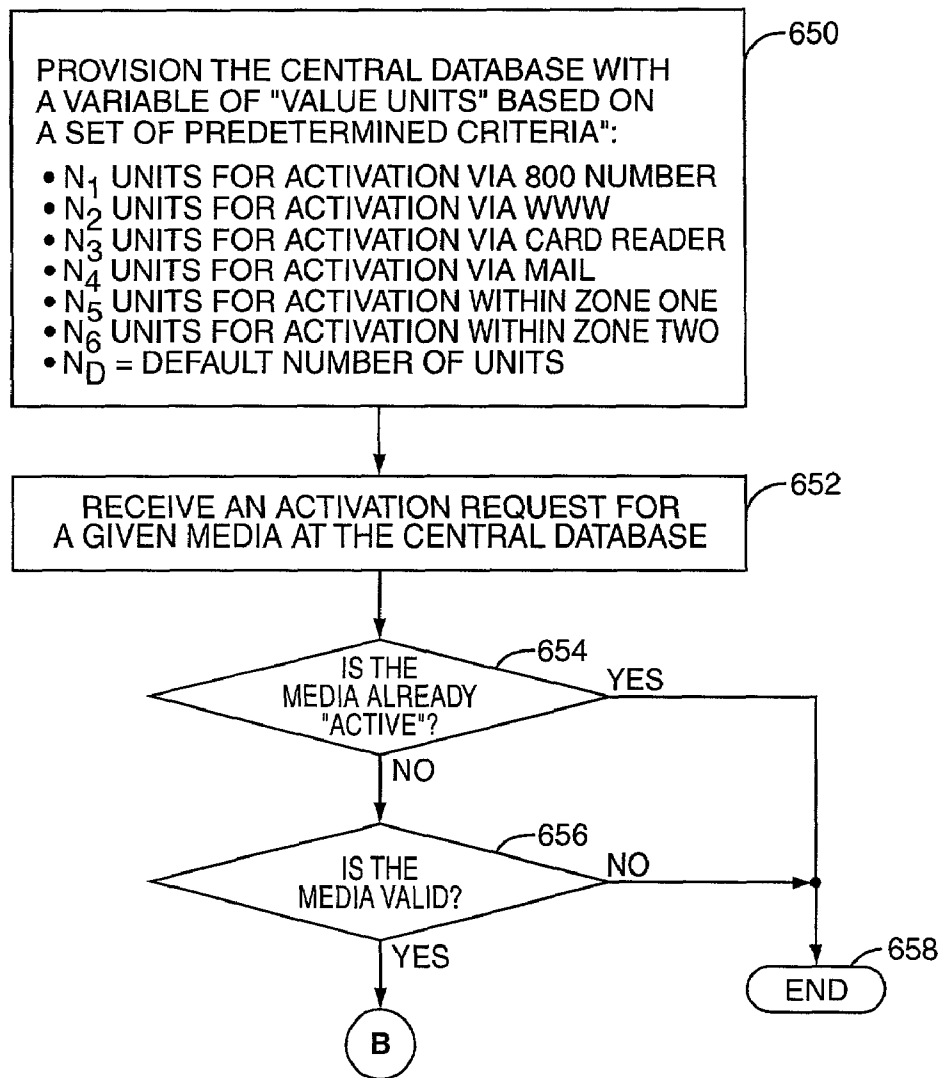 650
PROVISION THE CENTRAL DATABASE WITH
A VARIABLE OF "VALUE UNITS" BASED ON
A SET OF PREDETERMINED CRITERIA":
• N1 UNITS FOR ACTIVATION VIA 800 NUMBER
• N2 UNITS FOR ACTIVATION VIA WWW
• N3 UNITS FOR ACTIVATION VIA CARD READER
• N4 UNITS FOR ACTIVATION VIA MAIL
• N5 UNITS FOR ACTIVATION WITHIN ZONE ONE
• N6 UNITS FOR ACTIVATION WITHIN ZONE TWO
• ND = DEFAULT NUMBER OF UNITS
652
RECEIVE AN ACTIVATION REQUEST FOR
A GIVEN MEDIA AT THE CENTRAL DATABASE
654
IS THE
MEDIA ALREADY
"ACTIVE"?
YES
NO
656
IS THE
MEDIA VALID?
NO
YES
658
END
B